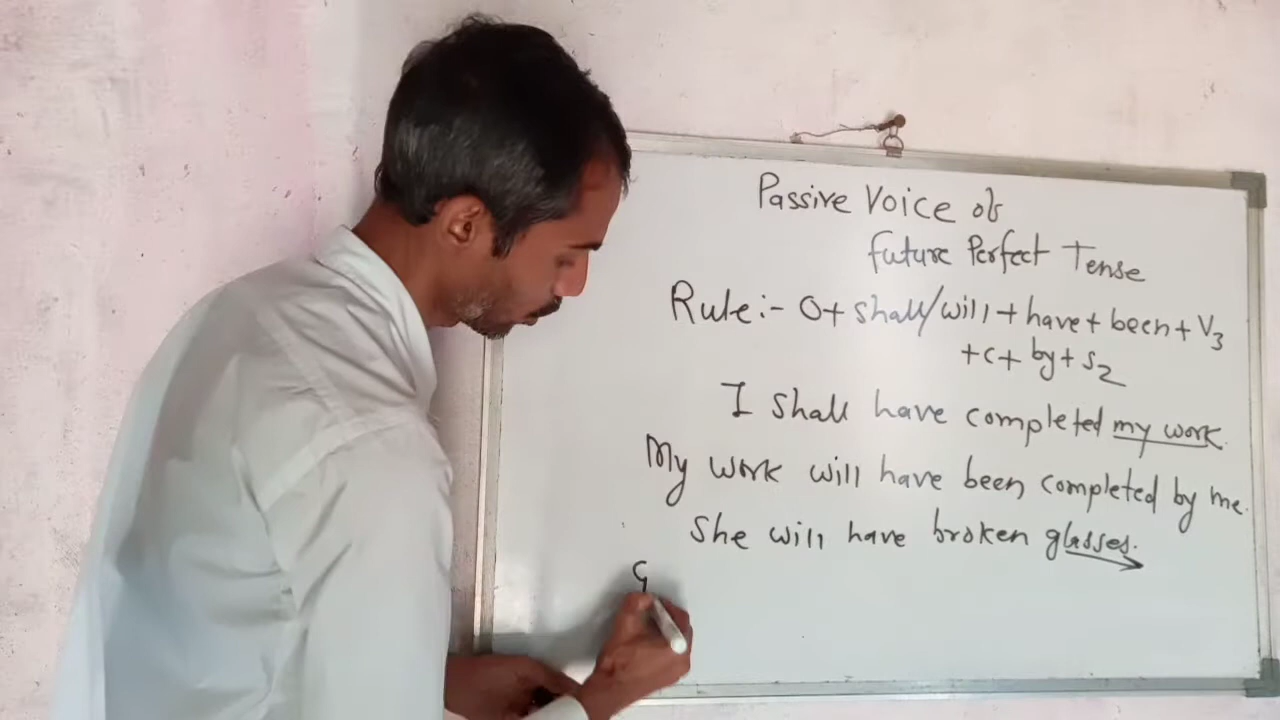 Passive Voice of
future Perfect Tense
Rule:- O+ shall/will+have+been+V3
+c+ by+s2
I shall have completed my work.
My work will have been completed by me.
She will have broken glasses.
G